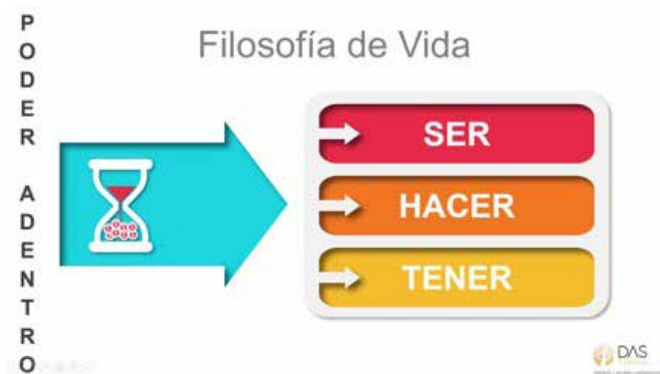 PODER ADENTRO
Filosofía de Vida
SER
HACER
TENER
DAS